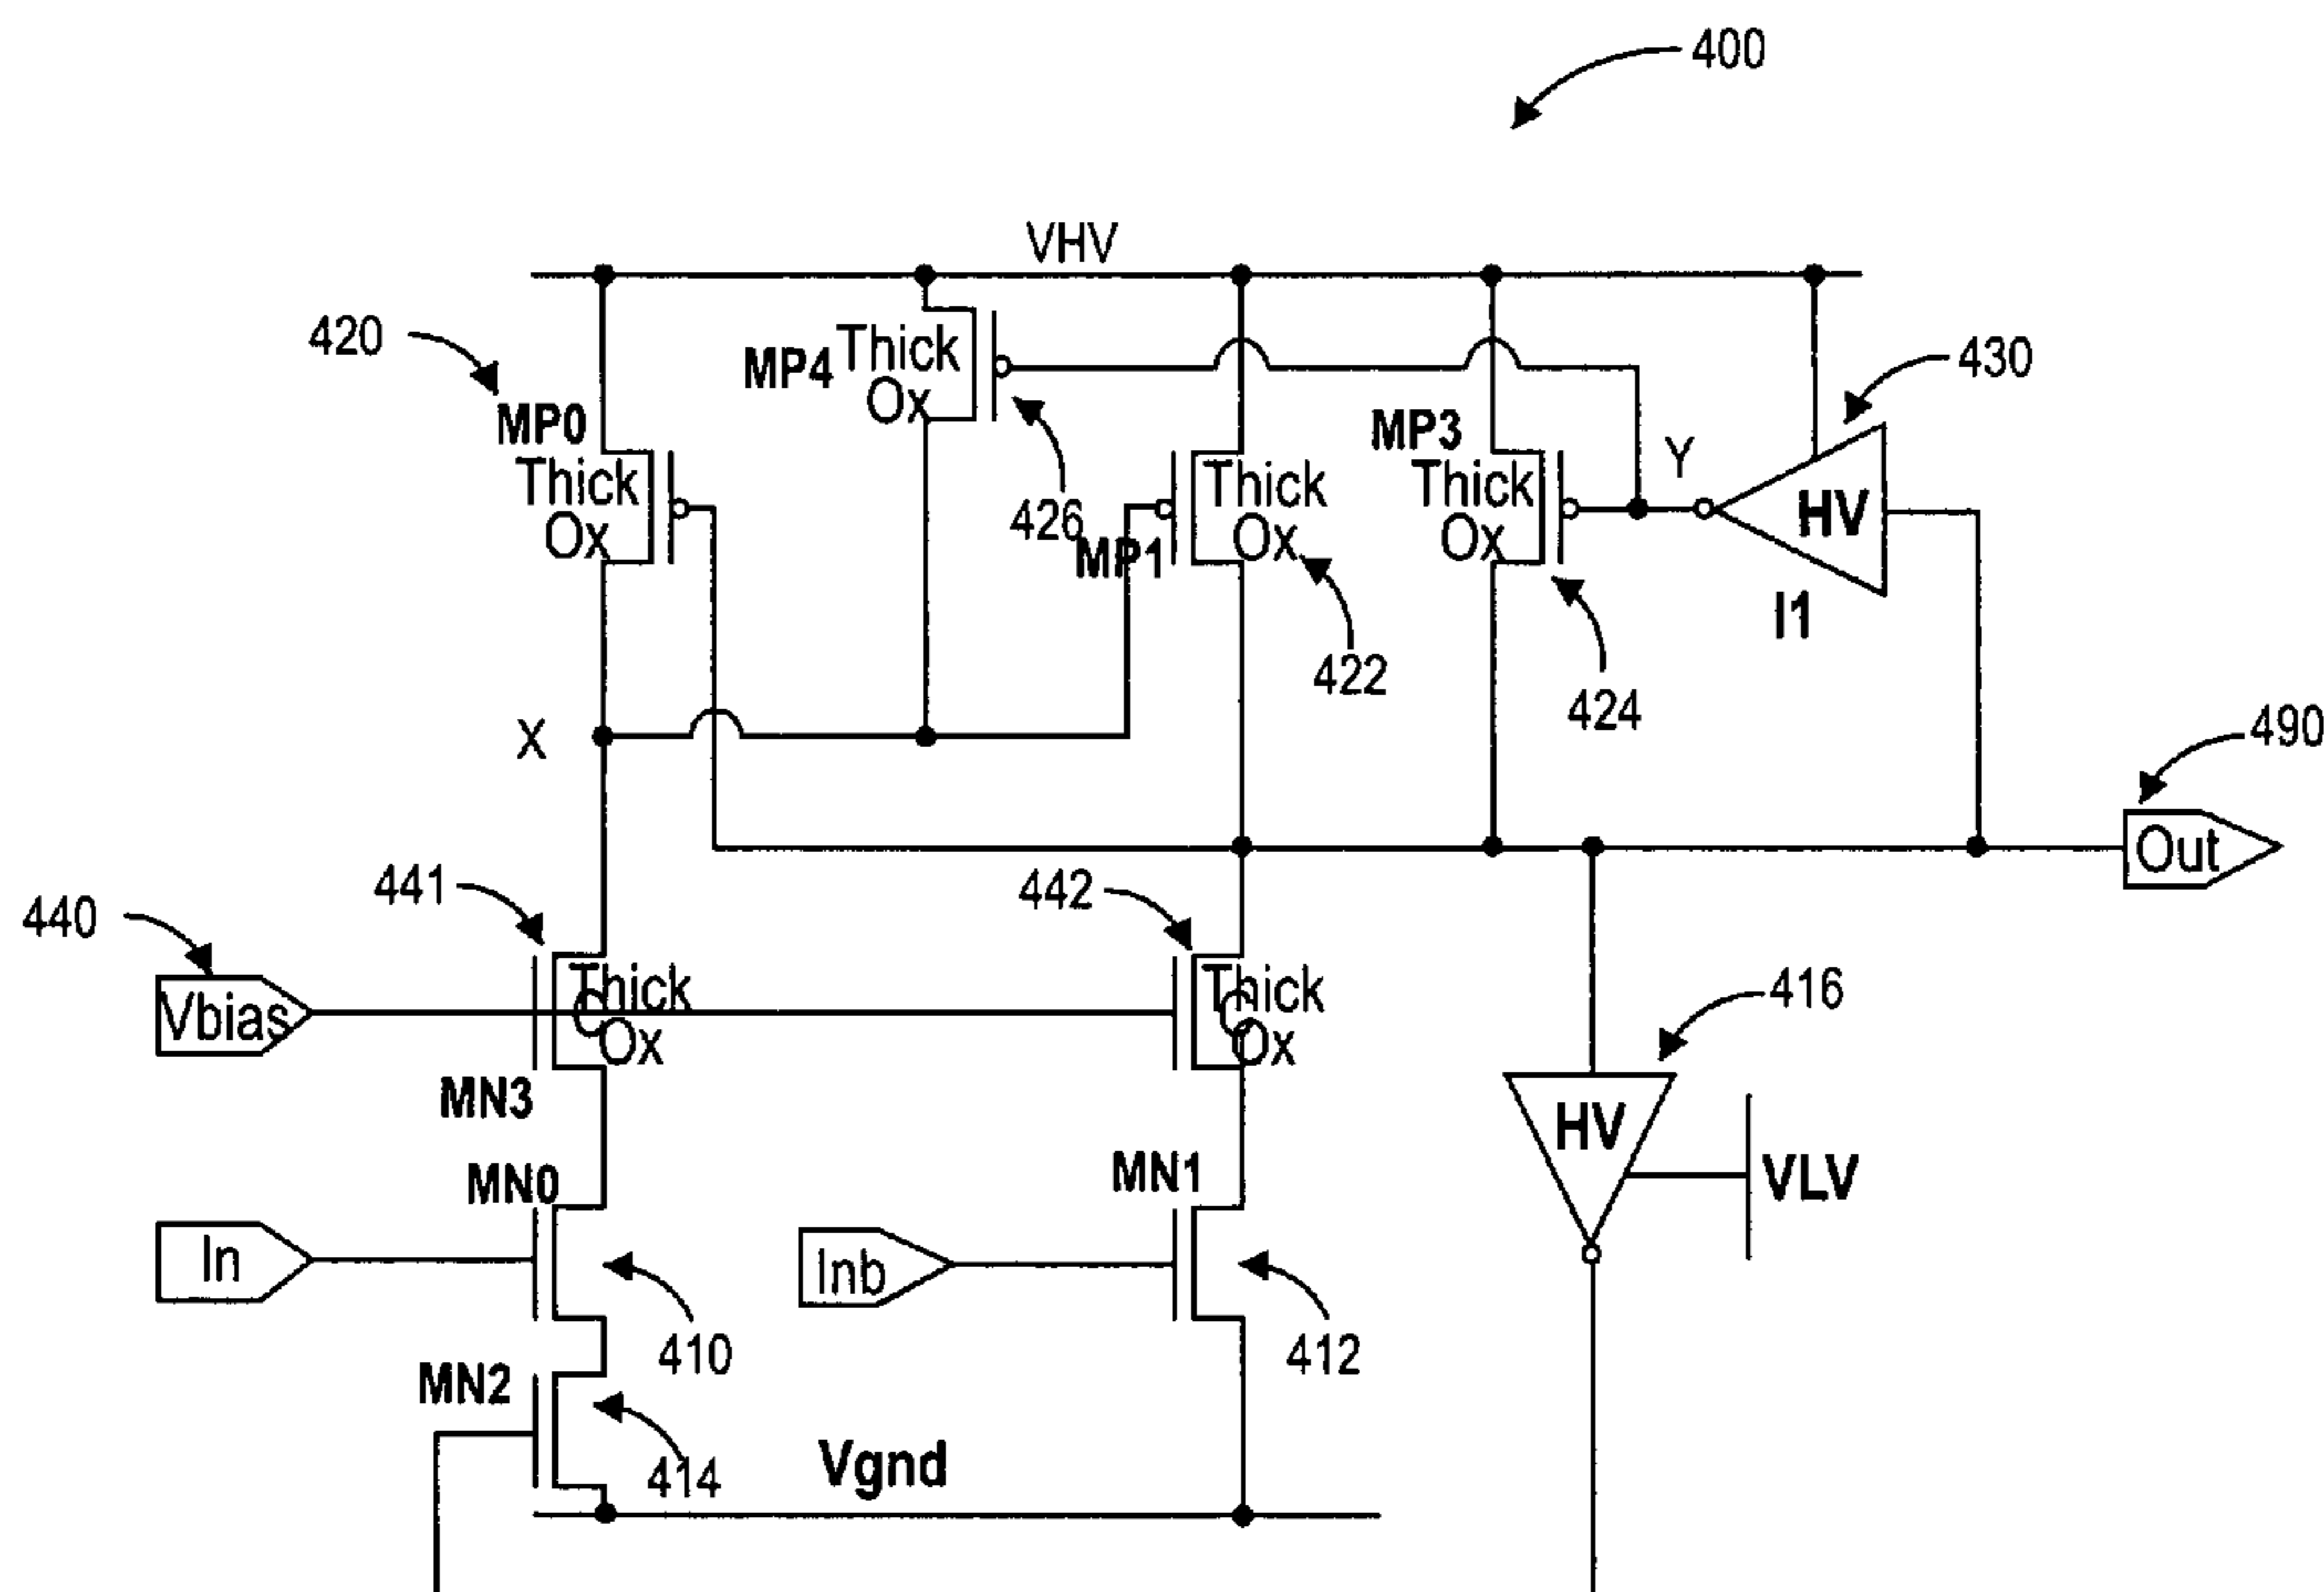 400
VHV
420
MP0
Thick
Ox
MP4
Thick
Ox
426
MP1
Thick
Ox
422
MP3
Thick
Ox
424
Y
HV
I1
430
X
490
Out
441
442
440
Vbias
Thick
Ox
MN3
Thick
Ox
416
HV
VLV
MN0
In
410
MN1
Inb
412
MN2
414
Vgnd